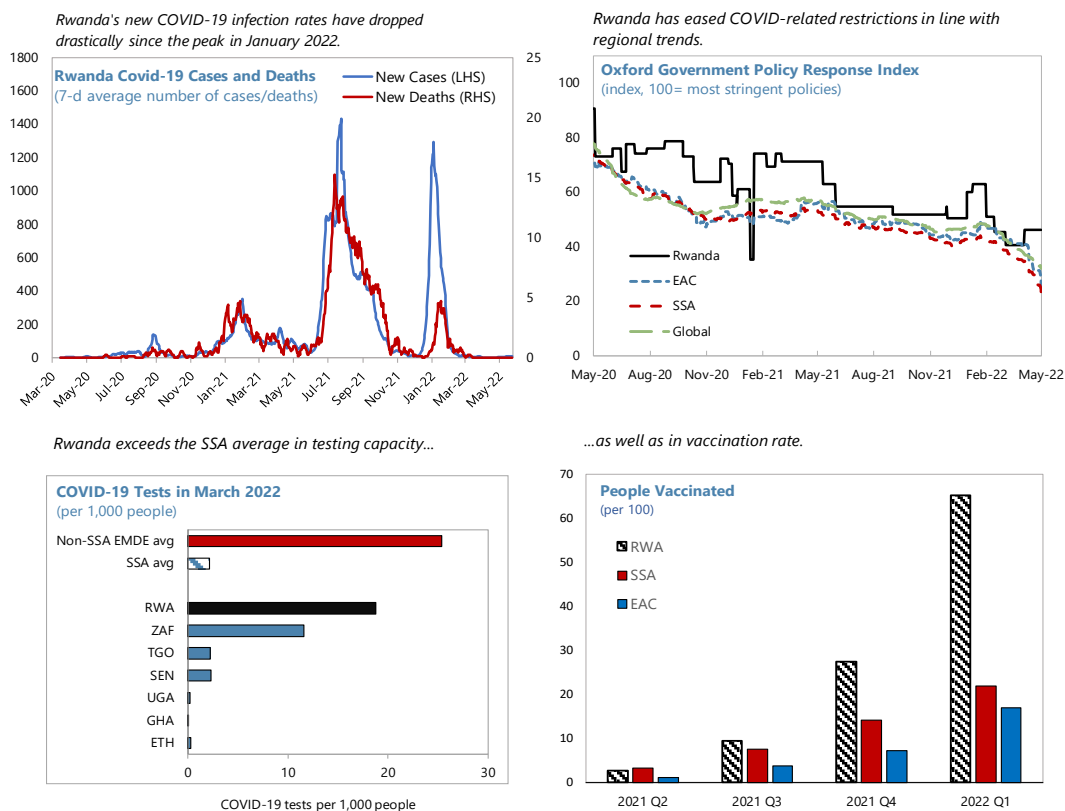 Rwanda's new COVID-19 infection rates have dropped
drastically since the peak in January 2022.
Rwanda Covid-19 Cases and Deaths
(7-d average number of cases/deaths)
New Cases (LHS)
New Deaths (RHS)
1800
1600
1400
1200
1000
800
600
400
200
0
25
20
15
10
5
0
Mar-20
May-20
Jul-20
Sep-20
Nov-20
Jan-21
Mar-21
May-21
Jul-21
Sep-21
Nov-21
Jan-22
Mar-22
May-22
Rwanda has eased COVID-related restrictions in line with
regional trends.
Oxford Government Policy Response Index
(index, 100= most stringent policies)
100
80
60
40
20
0
Rwanda
EAC
SSA
Global
May-20
Aug-20
Nov-20
Feb-21
May-21
Aug-21
Nov-21
Feb-22
May-22
Rwanda exceeds the SSA average in testing capacity...
COVID-19 Tests in March 2022
(per 1,000 people)
Non-SSA EMDE avg
SSA avg
RWA
ZAF
TGO
SEN
UGA
GHA
ETH
0
10
20
30
COVID-19 tests per 1,000 people
...as well as in vaccination rate.
People Vaccinated
(per 100)
70
60
50
40
30
20
10
0
RWA
SSA
EAC
2021 Q2
2021 Q3
2021 Q4
2022 Q1